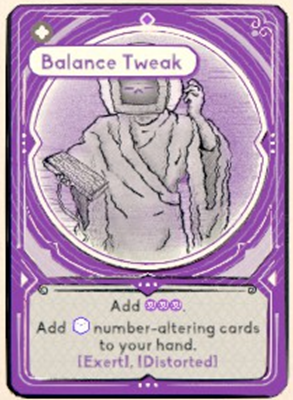 Balance Tweak
Add .
Add number-altering cards
to your hand.
[Exert], [Distorted]